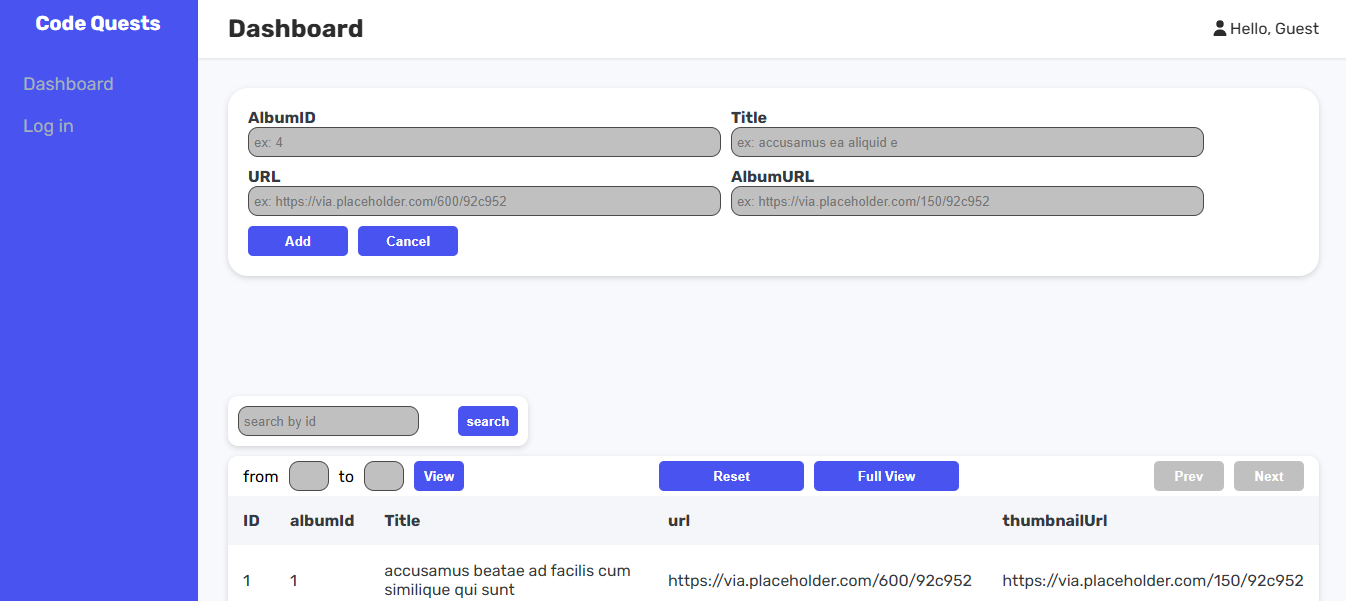 Code Quests
Dashboard
Log in
Dashboard
Hello, Guest
AlbumID Title
ex: 4 ex: accusamus ea aliquid e
URL AlbumURL
ex: https://via.placeholder.com/600/92c952 ex: https://via.placeholder.com/150/92c952
Add Cancel
search by id search
from to View Reset Full View Prev Next
ID albumId Title url thumbnailUrl
1 1 accusamus beatae ad facilis cum similique qui sunt https://via.placeholder.com/600/92c952 https://via.placeholder.com/150/92c952